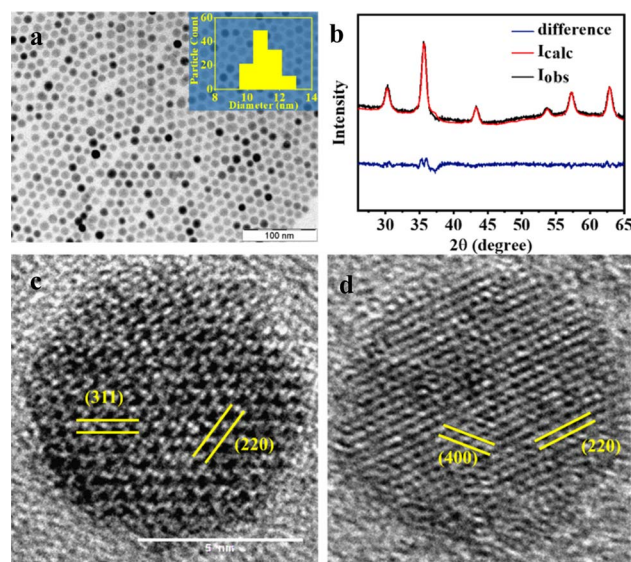 a
Particle Count
60
40
20
0
8 10 12 14
Diameter (nm)
100 nm
b
difference
Icalc
Iobs
Intensity
30 35 40 45 50 55 60 65
2θ (degree)
c
(311)
(220)
5 nm
d
(400)
(220)